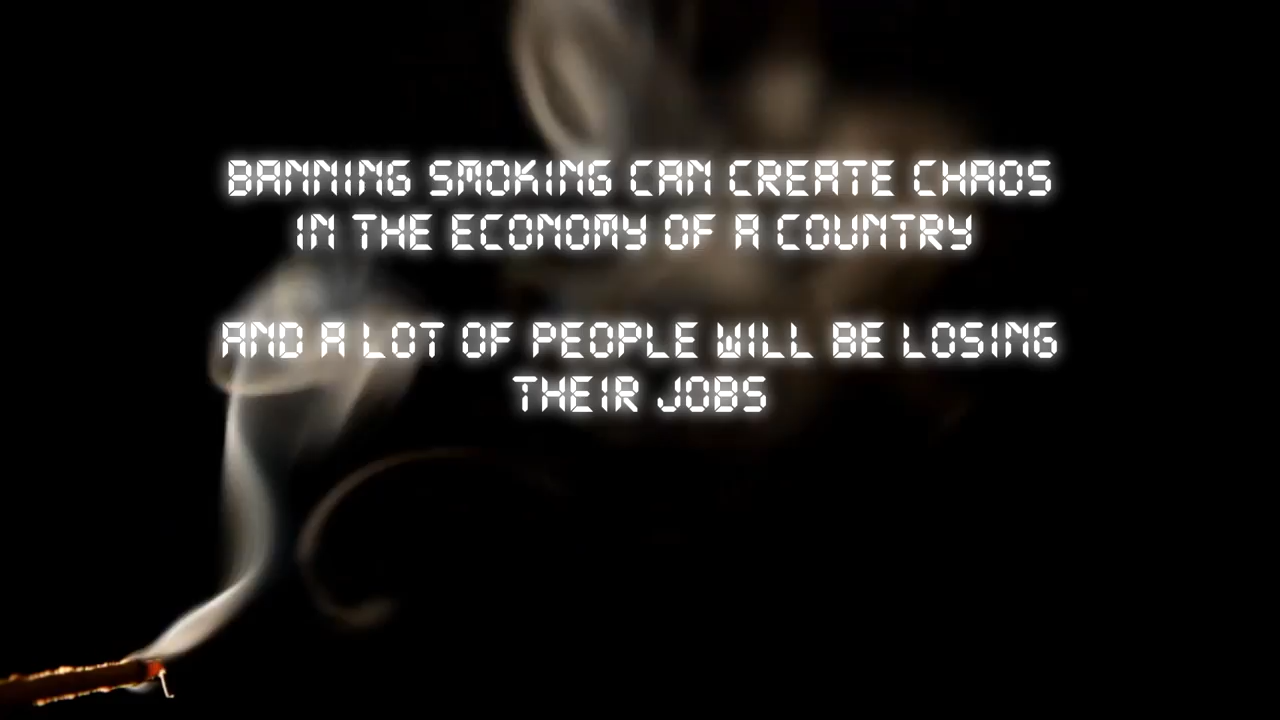 BANNING SMOKING CAN CREATE CHAOS
IN THE ECONOMY OF A COUNTRY
AND A LOT OF PEOPLE WILL BE LOSING
THEIR JOBS